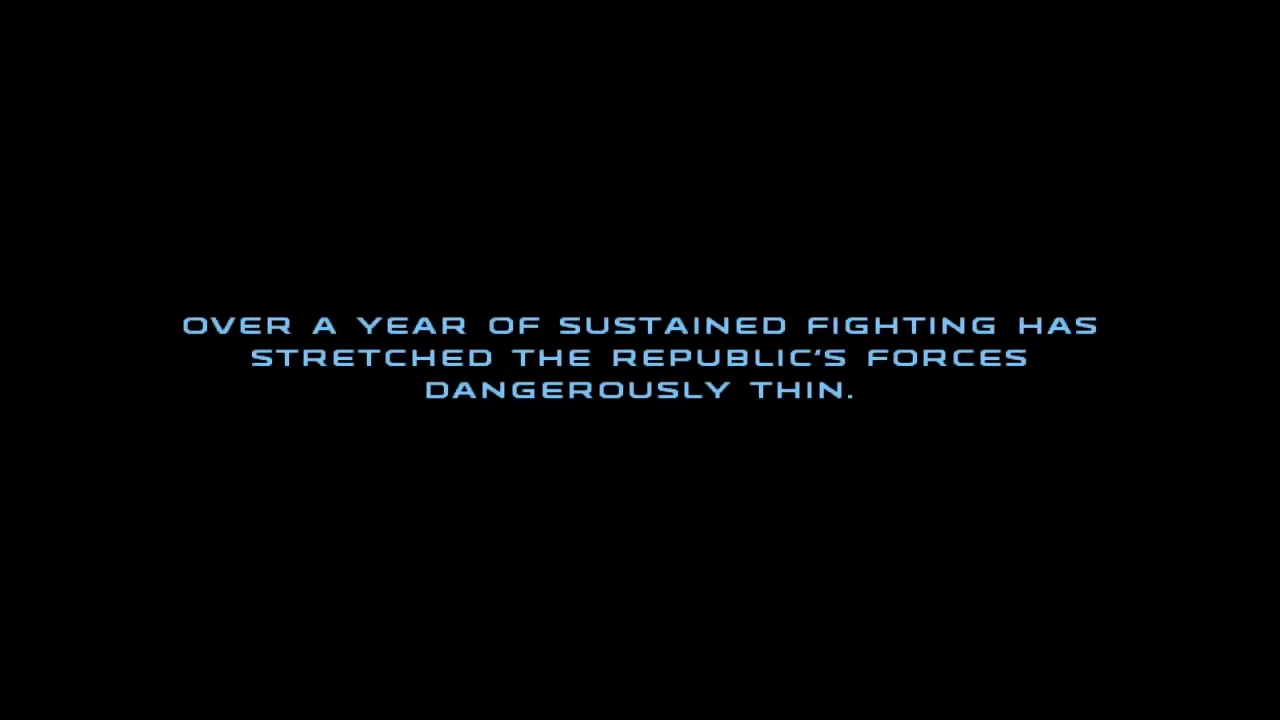 OVER A YEAR OF SUSTAINED FIGHTING HAS
STRETCHED THE REPUBLIC'S FORCES
DANGEROUSLY THIN.